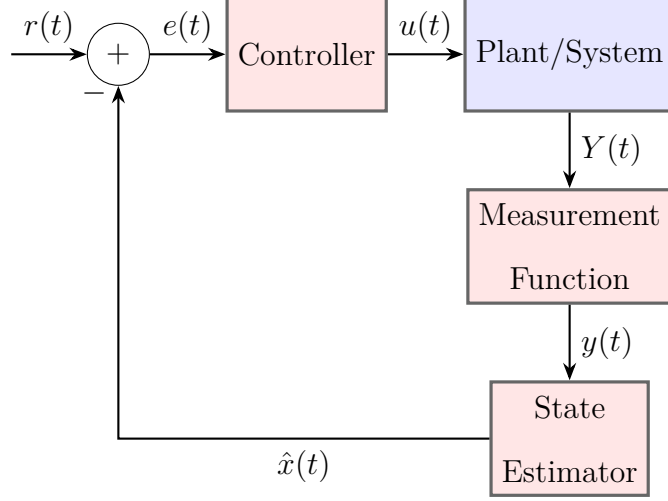 r(t)
+
−
e(t)
Controller
u(t)
Plant/System
Y(t)
Measurement
Function
y(t)
State
Estimator
x̂(t)